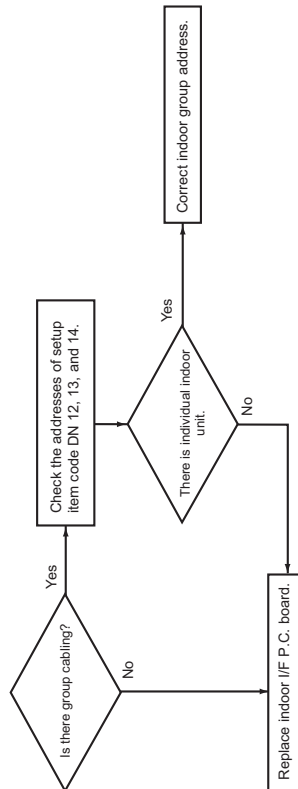 Is there group cabling?
Yes
No
Check the addresses of setup
item code DN 12, 13, and 14.
There is individual indoor
unit.
Yes
No
Correct indoor group address.
Replace indoor I/F P.C. board.